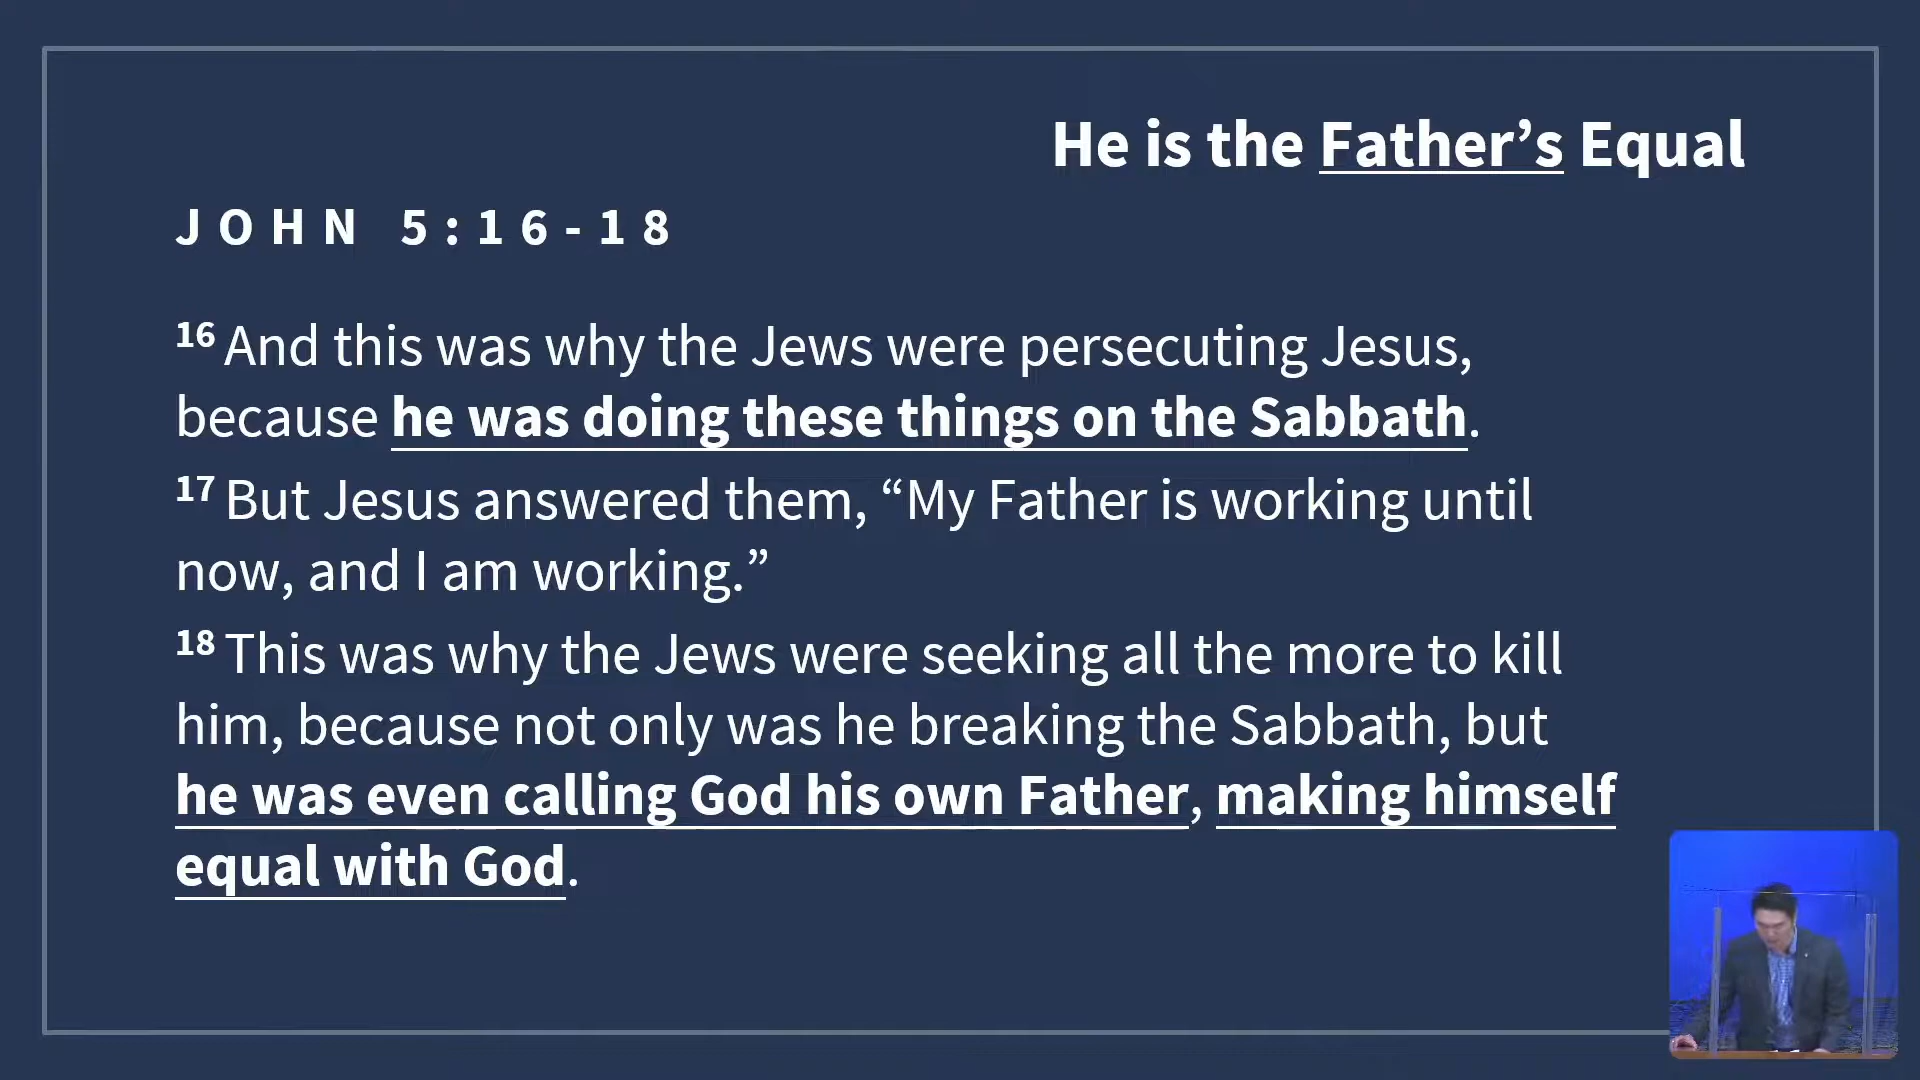 He is the Father’s Equal
JOHN 5:16-18
16 And this was why the Jews were persecuting Jesus,
because he was doing these things on the Sabbath.
17 But Jesus answered them, “My Father is working until
now, and I am working.”
18 This was why the Jews were seeking all the more to kill
him, because not only was he breaking the Sabbath, but
he was even calling God his own Father, making himself
equal with God.